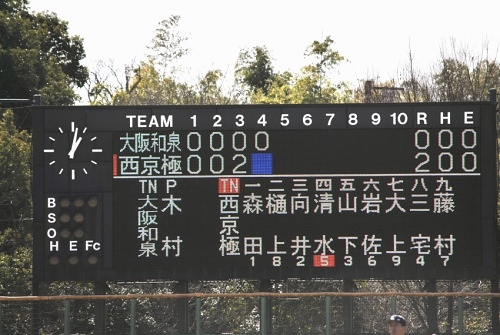 TEAM 1 2 3 4 5 6 7 8 9 10 R H E
大阪和泉 0 0 0 0 0 0 0
西京極 0 0 2 2 0 0
TN P TN 一 二 三 四 五 六 七 八 九
大阪和泉 木村 西京極 森田 樋上 向井 清水 山下 岩佐 大上 三宅 藤村
1 8 2 5 3 6 9 4 7
B
S
O
H E Fc